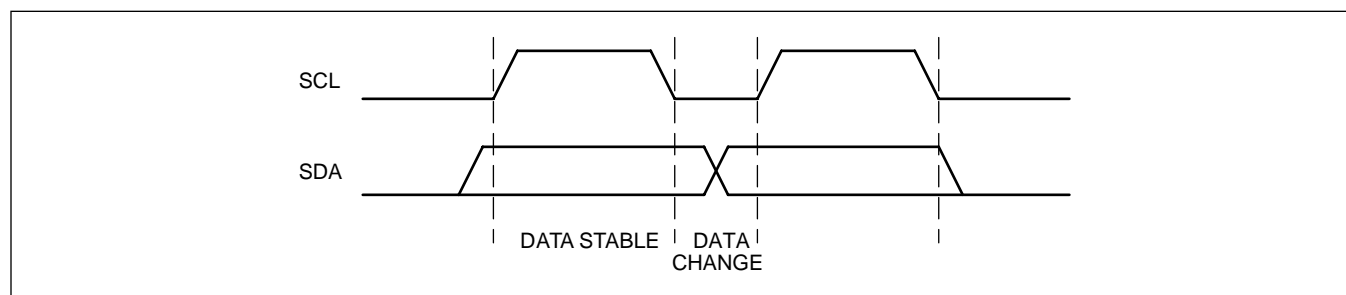 SCL
SDA
DATA STABLE
DATA
CHANGE